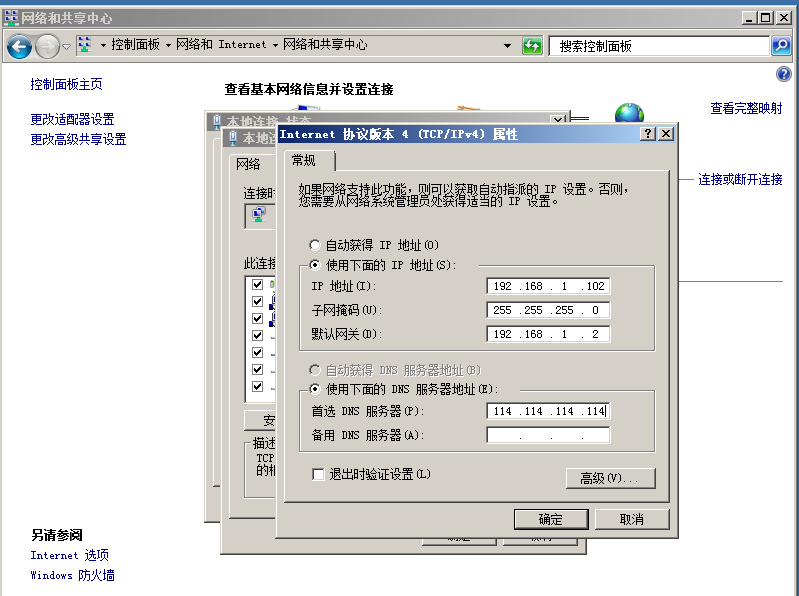 网络和共享中心
控制面板 网络和 Internet 网络和共享中心
搜索控制面板
控制面板主页
更改适配器设置
更改高级共享设置
查看基本网络信息并设置连接
查看完整映射
连接或断开连接
本地连接 状态
本地连
网络
连接时
此连接
安
描述
TCP
的相
Internet 协议版本 4 (TCP/IPv4) 属性
常规
如果网络支持此功能，则可以获取自动指派的 IP 设置。否则，
您需要从网络系统管理员处获得适当的 IP 设置。
自动获得 IP 地址(O)
使用下面的 IP 地址(S):
IP 地址(I): 192 .168 . 1 .102
子网掩码(U): 255 .255 .255 . 0
默认网关(D): 192 .168 . 1 . 2
自动获得 DNS 服务器地址(B)
使用下面的 DNS 服务器地址(E):
首选 DNS 服务器(P): 114 .114 .114 .114
备用 DNS 服务器(A): . . .
退出时验证设置(L)
高级(V)...
确定 取消
另请参阅
Internet 选项
Windows 防火墙